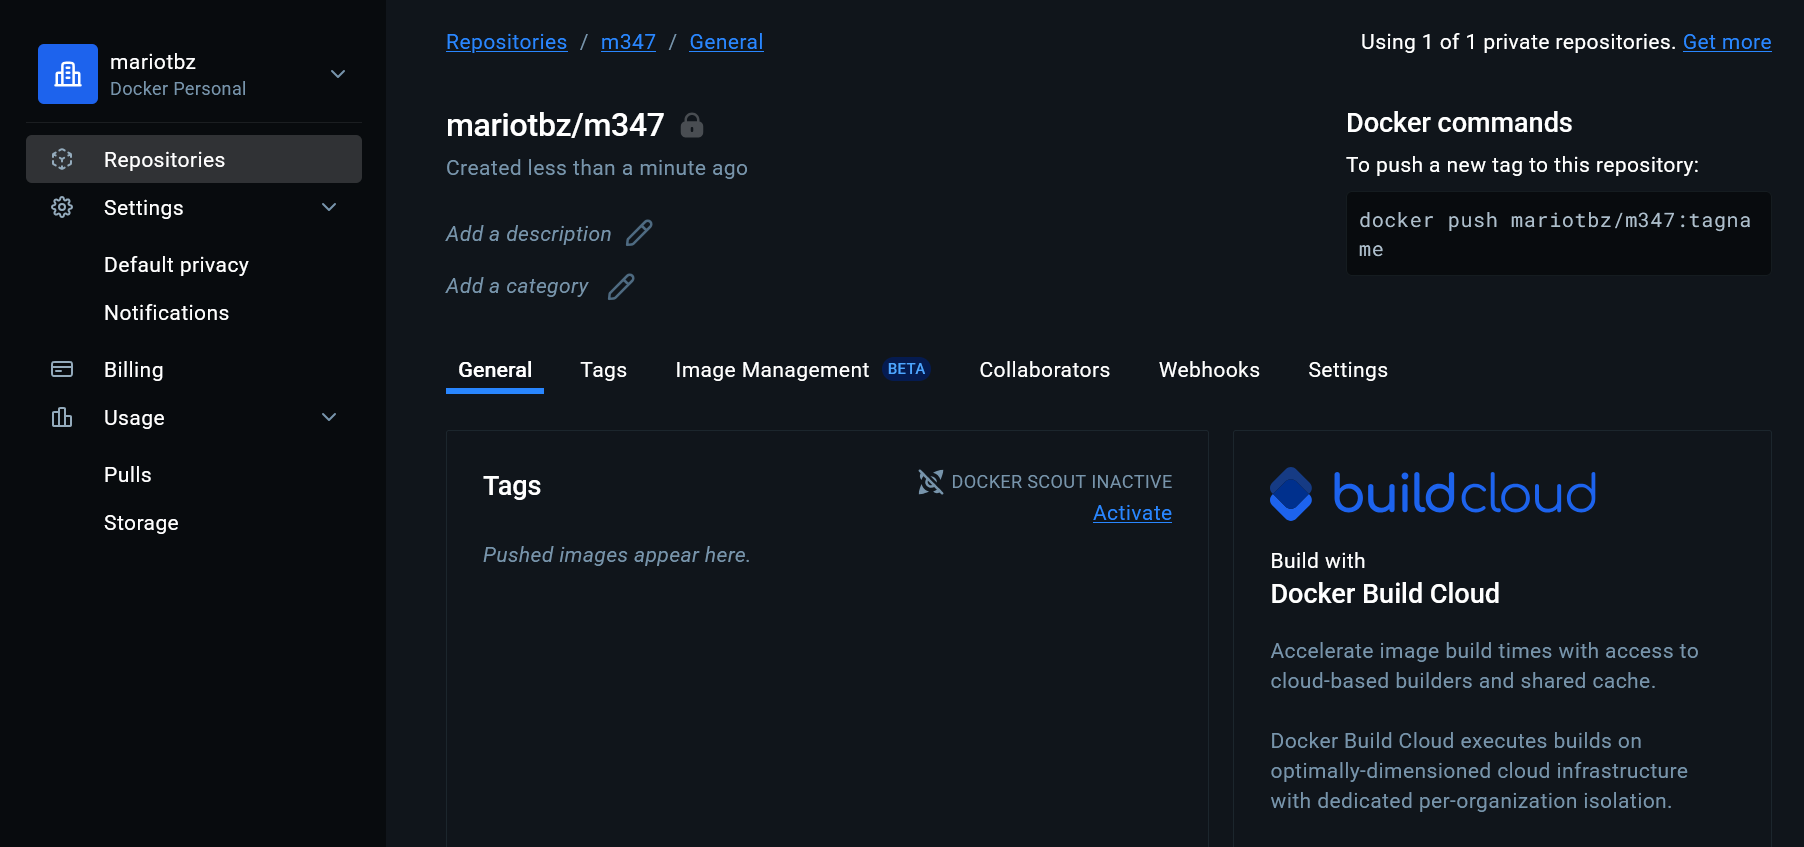 mariotbz
Docker Personal
Repositories
Settings
Default privacy
Notifications
Billing
Usage
Pulls
Storage
Repositories / m347 / General
Using 1 of 1 private repositories. Get more
mariotbz/m347
Created less than a minute ago
Add a description
Add a category
Docker commands
To push a new tag to this repository:
docker push mariotbz/m347:tagna
me
General Tags Image Management BETA Collaborators Webhooks Settings
Tags
DOCKER SCOUT INACTIVE
Activate
Pushed images appear here.
buildcloud
Build with
Docker Build Cloud
Accelerate image build times with access to
cloud-based builders and shared cache.
Docker Build Cloud executes builds on
optimally-dimensioned cloud infrastructure
with dedicated per-organization isolation.